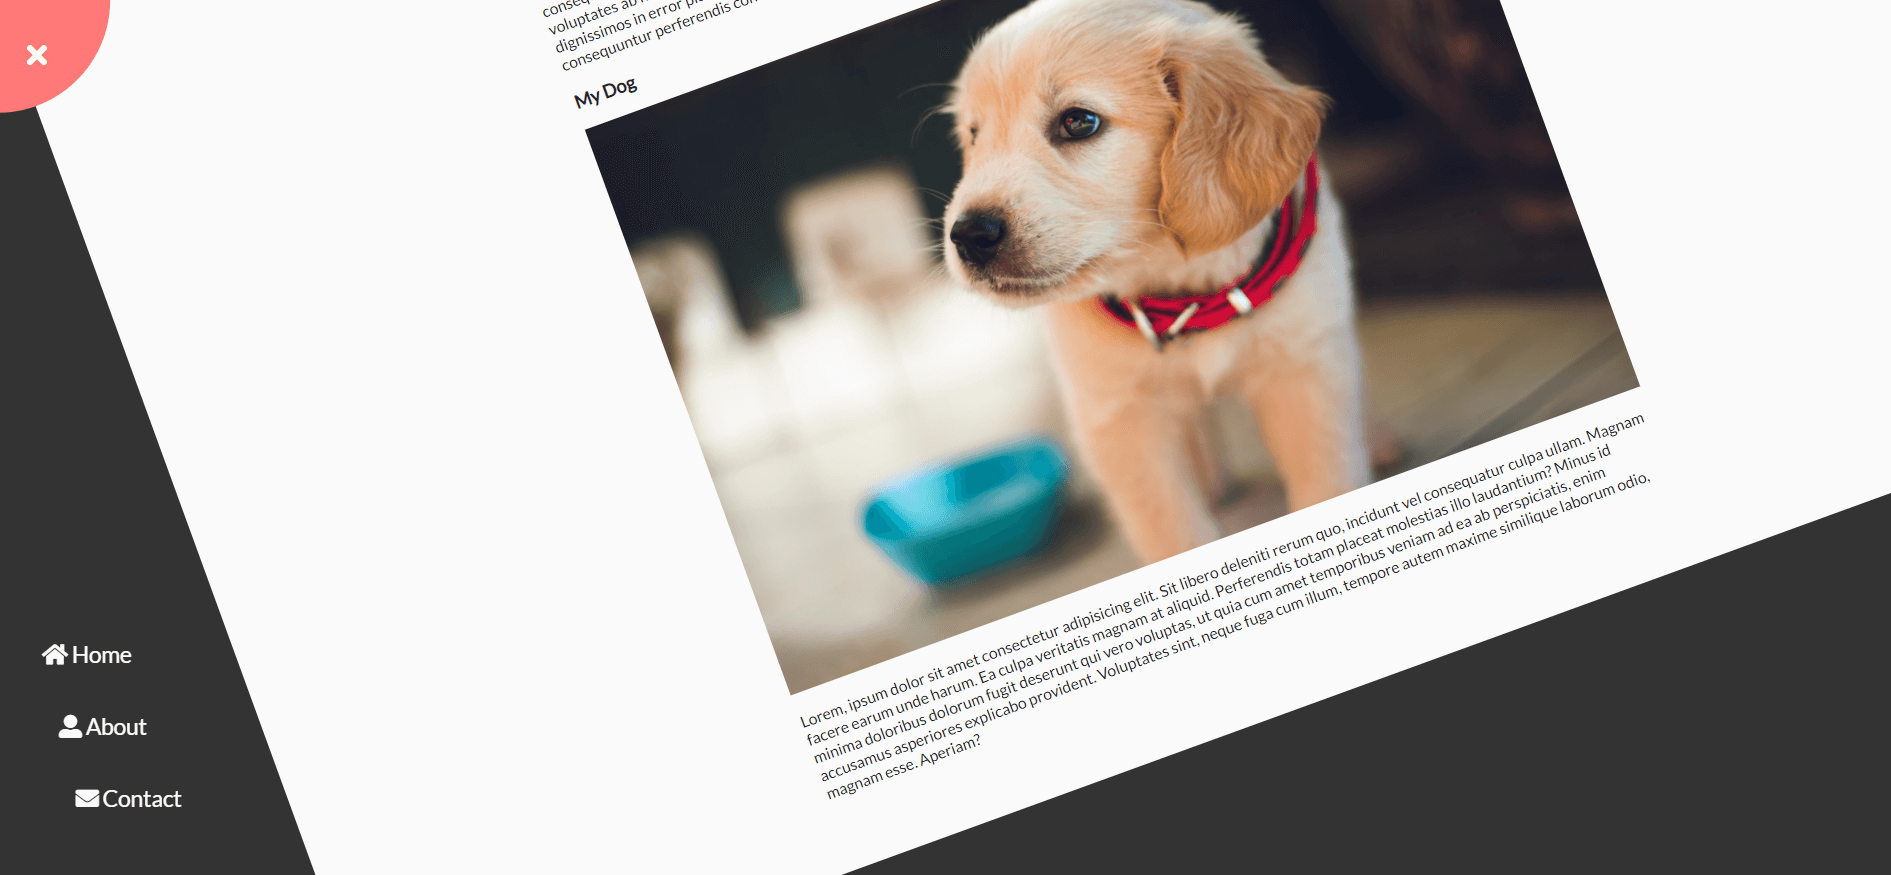 conseq
voluptates ab
dignissimos in error
consequuntur perferendis
My Dog
Lorem, ipsum dolor sit amet consectetur adipisicing elit. Sit libero deleniti rerum quo, incidunt vel consequatur culpa ullam. Magnam
facere earum unde harum. Ea culpa veritatis magnam at aliquid. Perferendis totam placeat molestias illo laudantium? Minus id
minima doloribus dolorum fugit deserunt qui vero voluptas, ut quia cum amet temporibus veniam ad ea ab perspiciatis, enim
accusamus asperiores explicabo provident. Voluptates sint, neque fuga cum illum, tempore autem maxime similique laborum odio,
magnam esse. Aperiam?
Home
About
Contact